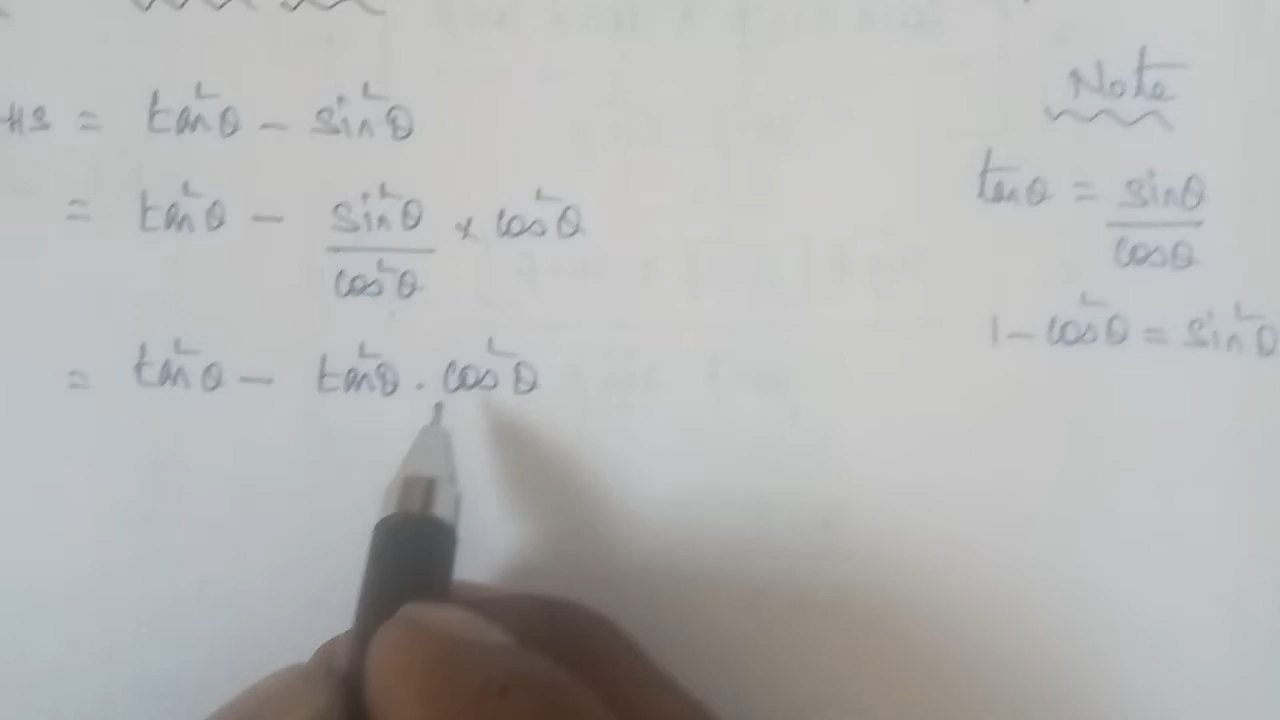 HS = tan²θ - sin²θ
= tan²θ - sin²θ/cos²θ × cos²θ
= tan²θ - tan²θ . cos²θ
Note
tanθ = sinθ/cosθ
1 - cos²θ = sin²θ